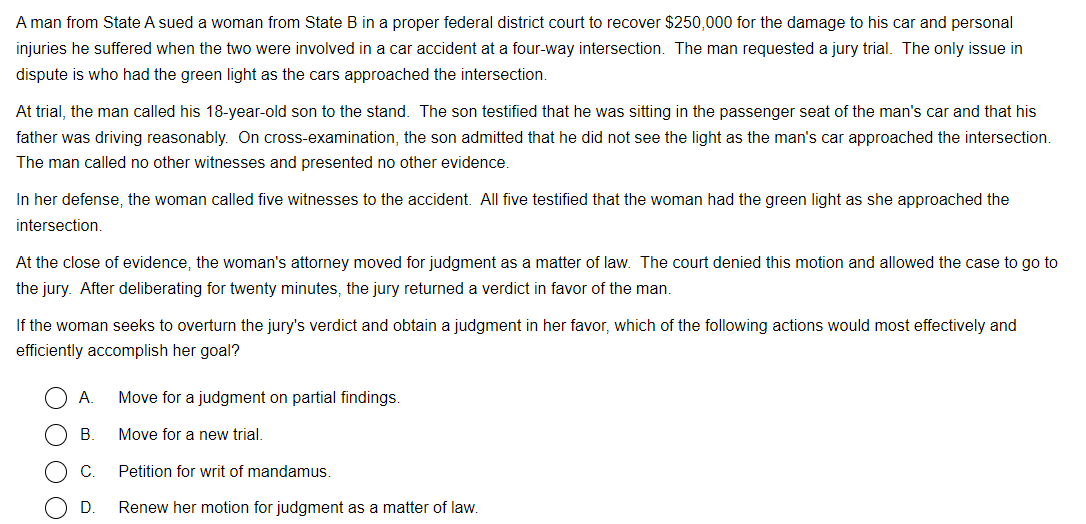 A man from State A sued a woman from State B in a proper federal district court to recover $250,000 for the damage to his car and personal
injuries he suffered when the two were involved in a car accident at a four-way intersection.  The man requested a jury trial.  The only issue in
dispute is who had the green light as the cars approached the intersection.
At trial, the man called his 18-year-old son to the stand.  The son testified that he was sitting in the passenger seat of the man's car and that his
father was driving reasonably.  On cross-examination, the son admitted that he did not see the light as the man's car approached the intersection.
The man called no other witnesses and presented no other evidence.
In her defense, the woman called five witnesses to the accident.  All five testified that the woman had the green light as she approached the
intersection.
At the close of evidence, the woman's attorney moved for judgment as a matter of law.  The court denied this motion and allowed the case to go to
the jury.  After deliberating for twenty minutes, the jury returned a verdict in favor of the man.
If the woman seeks to overturn the jury's verdict and obtain a judgment in her favor, which of the following actions would most effectively and
efficiently accomplish her goal?
A. Move for a judgment on partial findings.
B. Move for a new trial.
C. Petition for writ of mandamus.
D. Renew her motion for judgment as a matter of law.